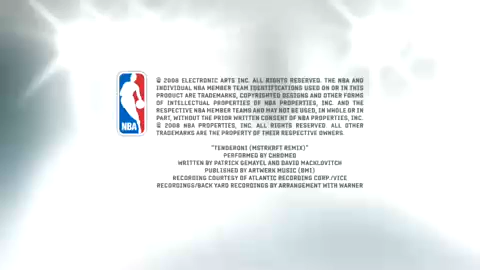 © 2008 ELECTRONIC ARTS INC. ALL RIGHTS RESERVED. THE NBA AND
INDIVIDUAL NBA MEMBER TEAM IDENTIFICATIONS USED ON OR IN THIS
PRODUCT ARE TRADEMARKS, COPYRIGHTED DESIGNS AND OTHER FORMS
OF INTELLECTUAL PROPERTIES OF NBA PROPERTIES, INC. AND THE
RESPECTIVE NBA MEMBER TEAMS AND MAY NOT BE USED, IN WHOLE OR IN
PART, WITHOUT THE PRIOR WRITTEN CONSENT OF NBA PROPERTIES, INC.
© 2008 NBA PROPERTIES, INC. ALL RIGHTS RESERVED. ALL OTHER
TRADEMARKS ARE THE PROPERTY OF THEIR RESPECTIVE OWNERS.
NBA
"TENDERONI (MSTRKRFT REMIX)"
PERFORMED BY CHROMEO
WRITTEN BY PATRICK GEMAYEL AND DAVID MACKLOVITCH
PUBLISHED BY ARTWERK MUSIC (BMI)
RECORDING COURTESY OF ATLANTIC RECORDING CORP./VICE
RECORDINGS/BACK YARD RECORDINGS BY ARRANGEMENT WITH WARNER